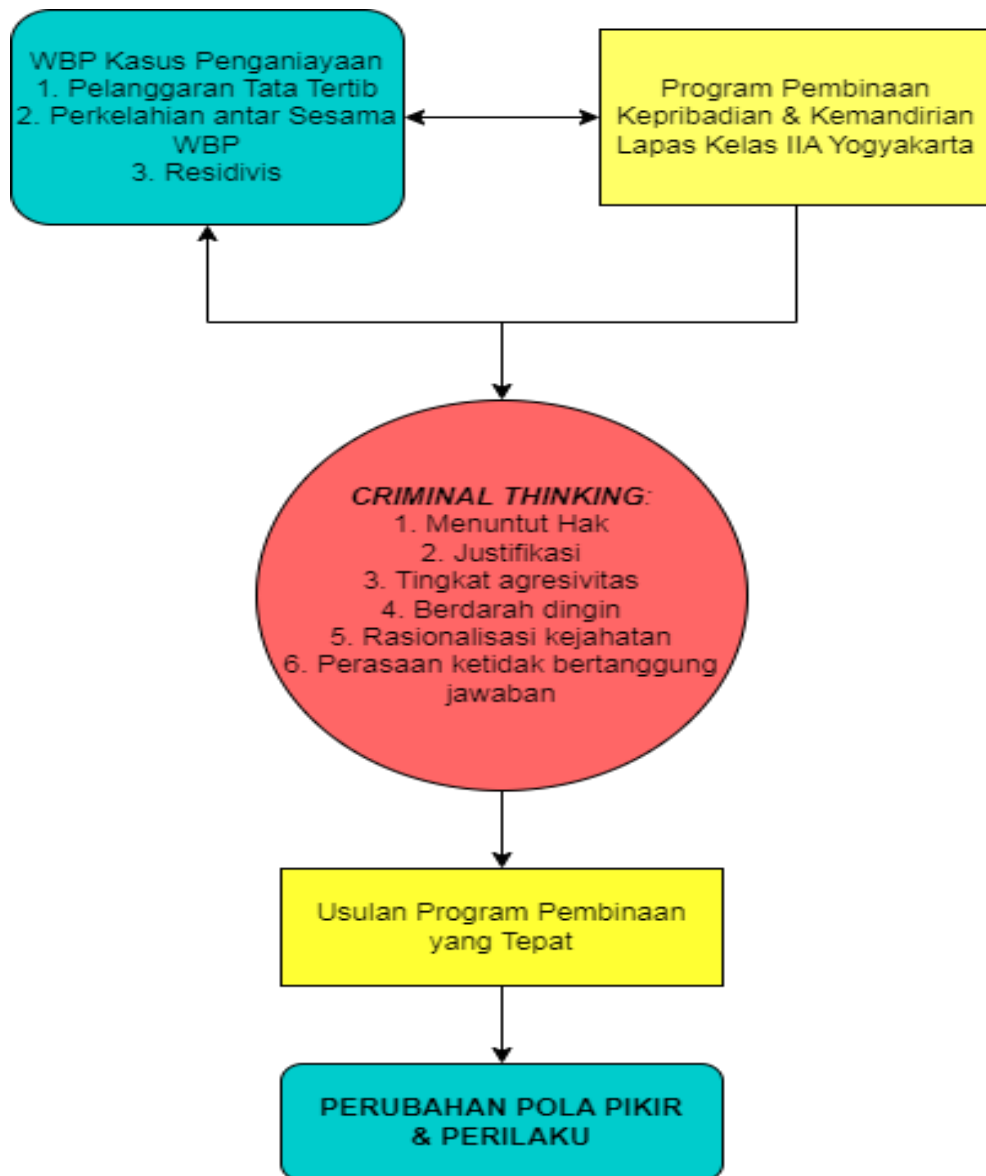 WBP Kasus Penganiayaan
1. Pelanggaran Tata Tertib
2. Perkelahian antar Sesama
WBP
3. Residivis
Program Pembinaan
Kepribadian & Kemandirian
Lapas Kelas IIA Yogyakarta
CRIMINAL THINKING:
1. Menuntut Hak
2. Justifikasi
3. Tingkat agresivitas
4. Berdarah dingin
5. Rasionalisasi kejahatan
6. Perasaan ketidak bertanggung
jawaban
Usulan Program Pembinaan
yang Tepat
PERUBAHAN POLA PIKIR
& PERILAKU